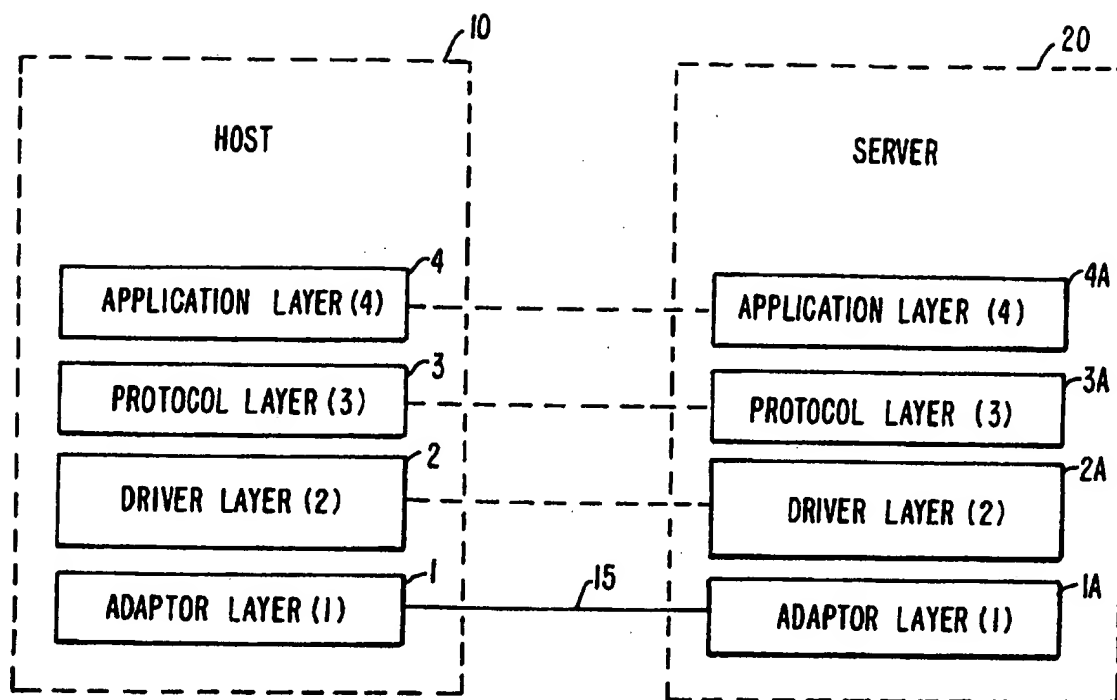 10
20
HOST
SERVER
4
APPLICATION LAYER (4)
4A
APPLICATION LAYER (4)
3
PROTOCOL LAYER (3)
3A
PROTOCOL LAYER (3)
2
DRIVER LAYER (2)
2A
DRIVER LAYER (2)
1
ADAPTOR LAYER (1)
15
1A
ADAPTOR LAYER (1)